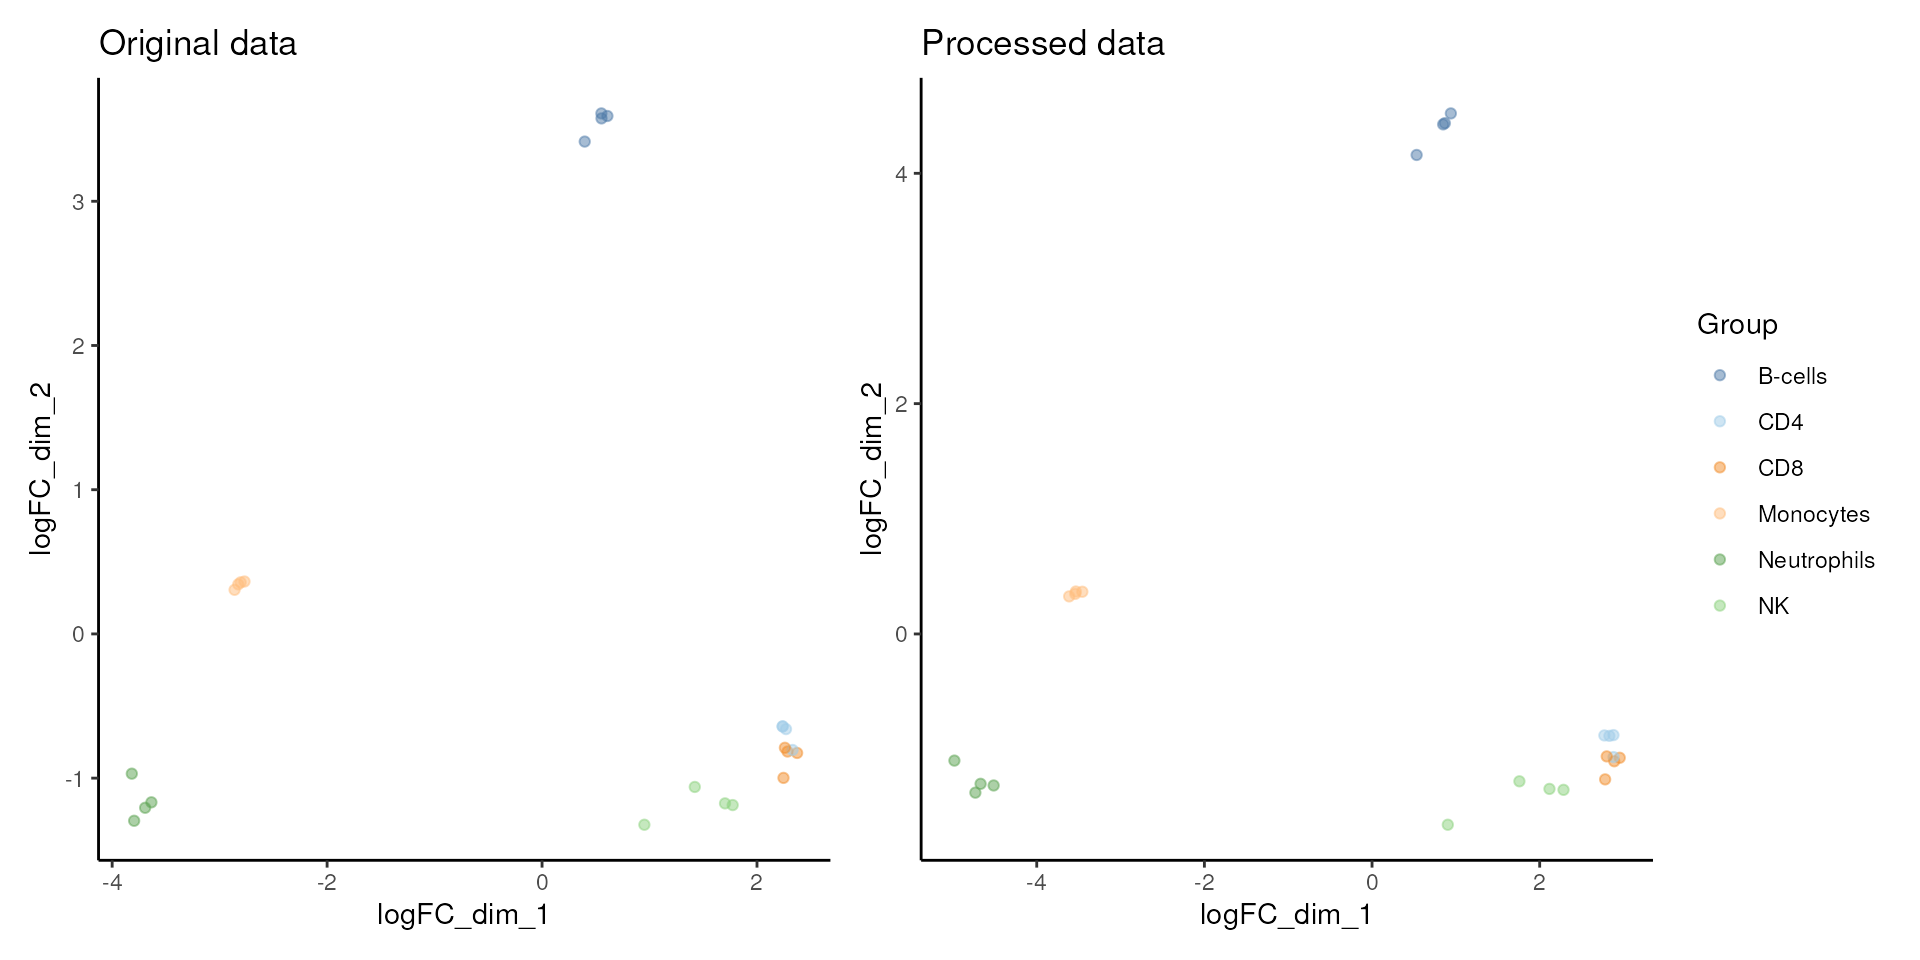 Original data
3
2
1
0
-1
-4
-2
0
2
logFC_dim_1
logFC_dim_2
Processed data
4
2
0
-4
-2
0
2
logFC_dim_1
logFC_dim_2
Group
B-cells
CD4
CD8
Monocytes
Neutrophils
NK